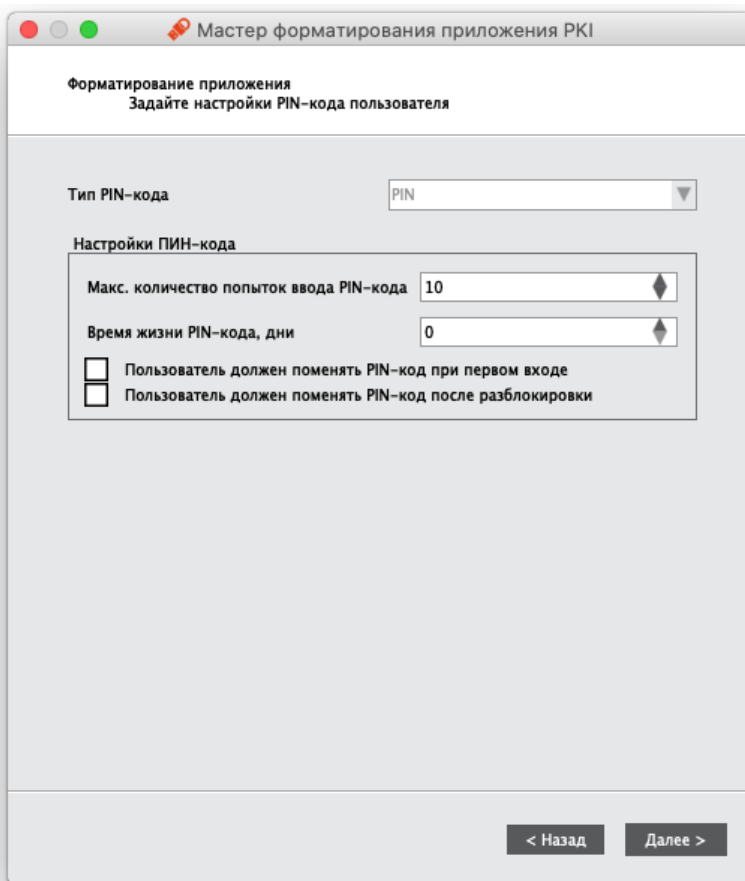 Мастер форматирования приложения PKI
Форматирование приложения
Задайте настройки PIN-кода пользователя
Тип PIN-кода PIN
Настройки ПИН-кода
Макс. количество попыток ввода PIN-кода 10
Время жизни PIN-кода, дни 0
Пользователь должен поменять PIN-код при первом входе
Пользователь должен поменять PIN-код после разблокировки
< Назад Далее >